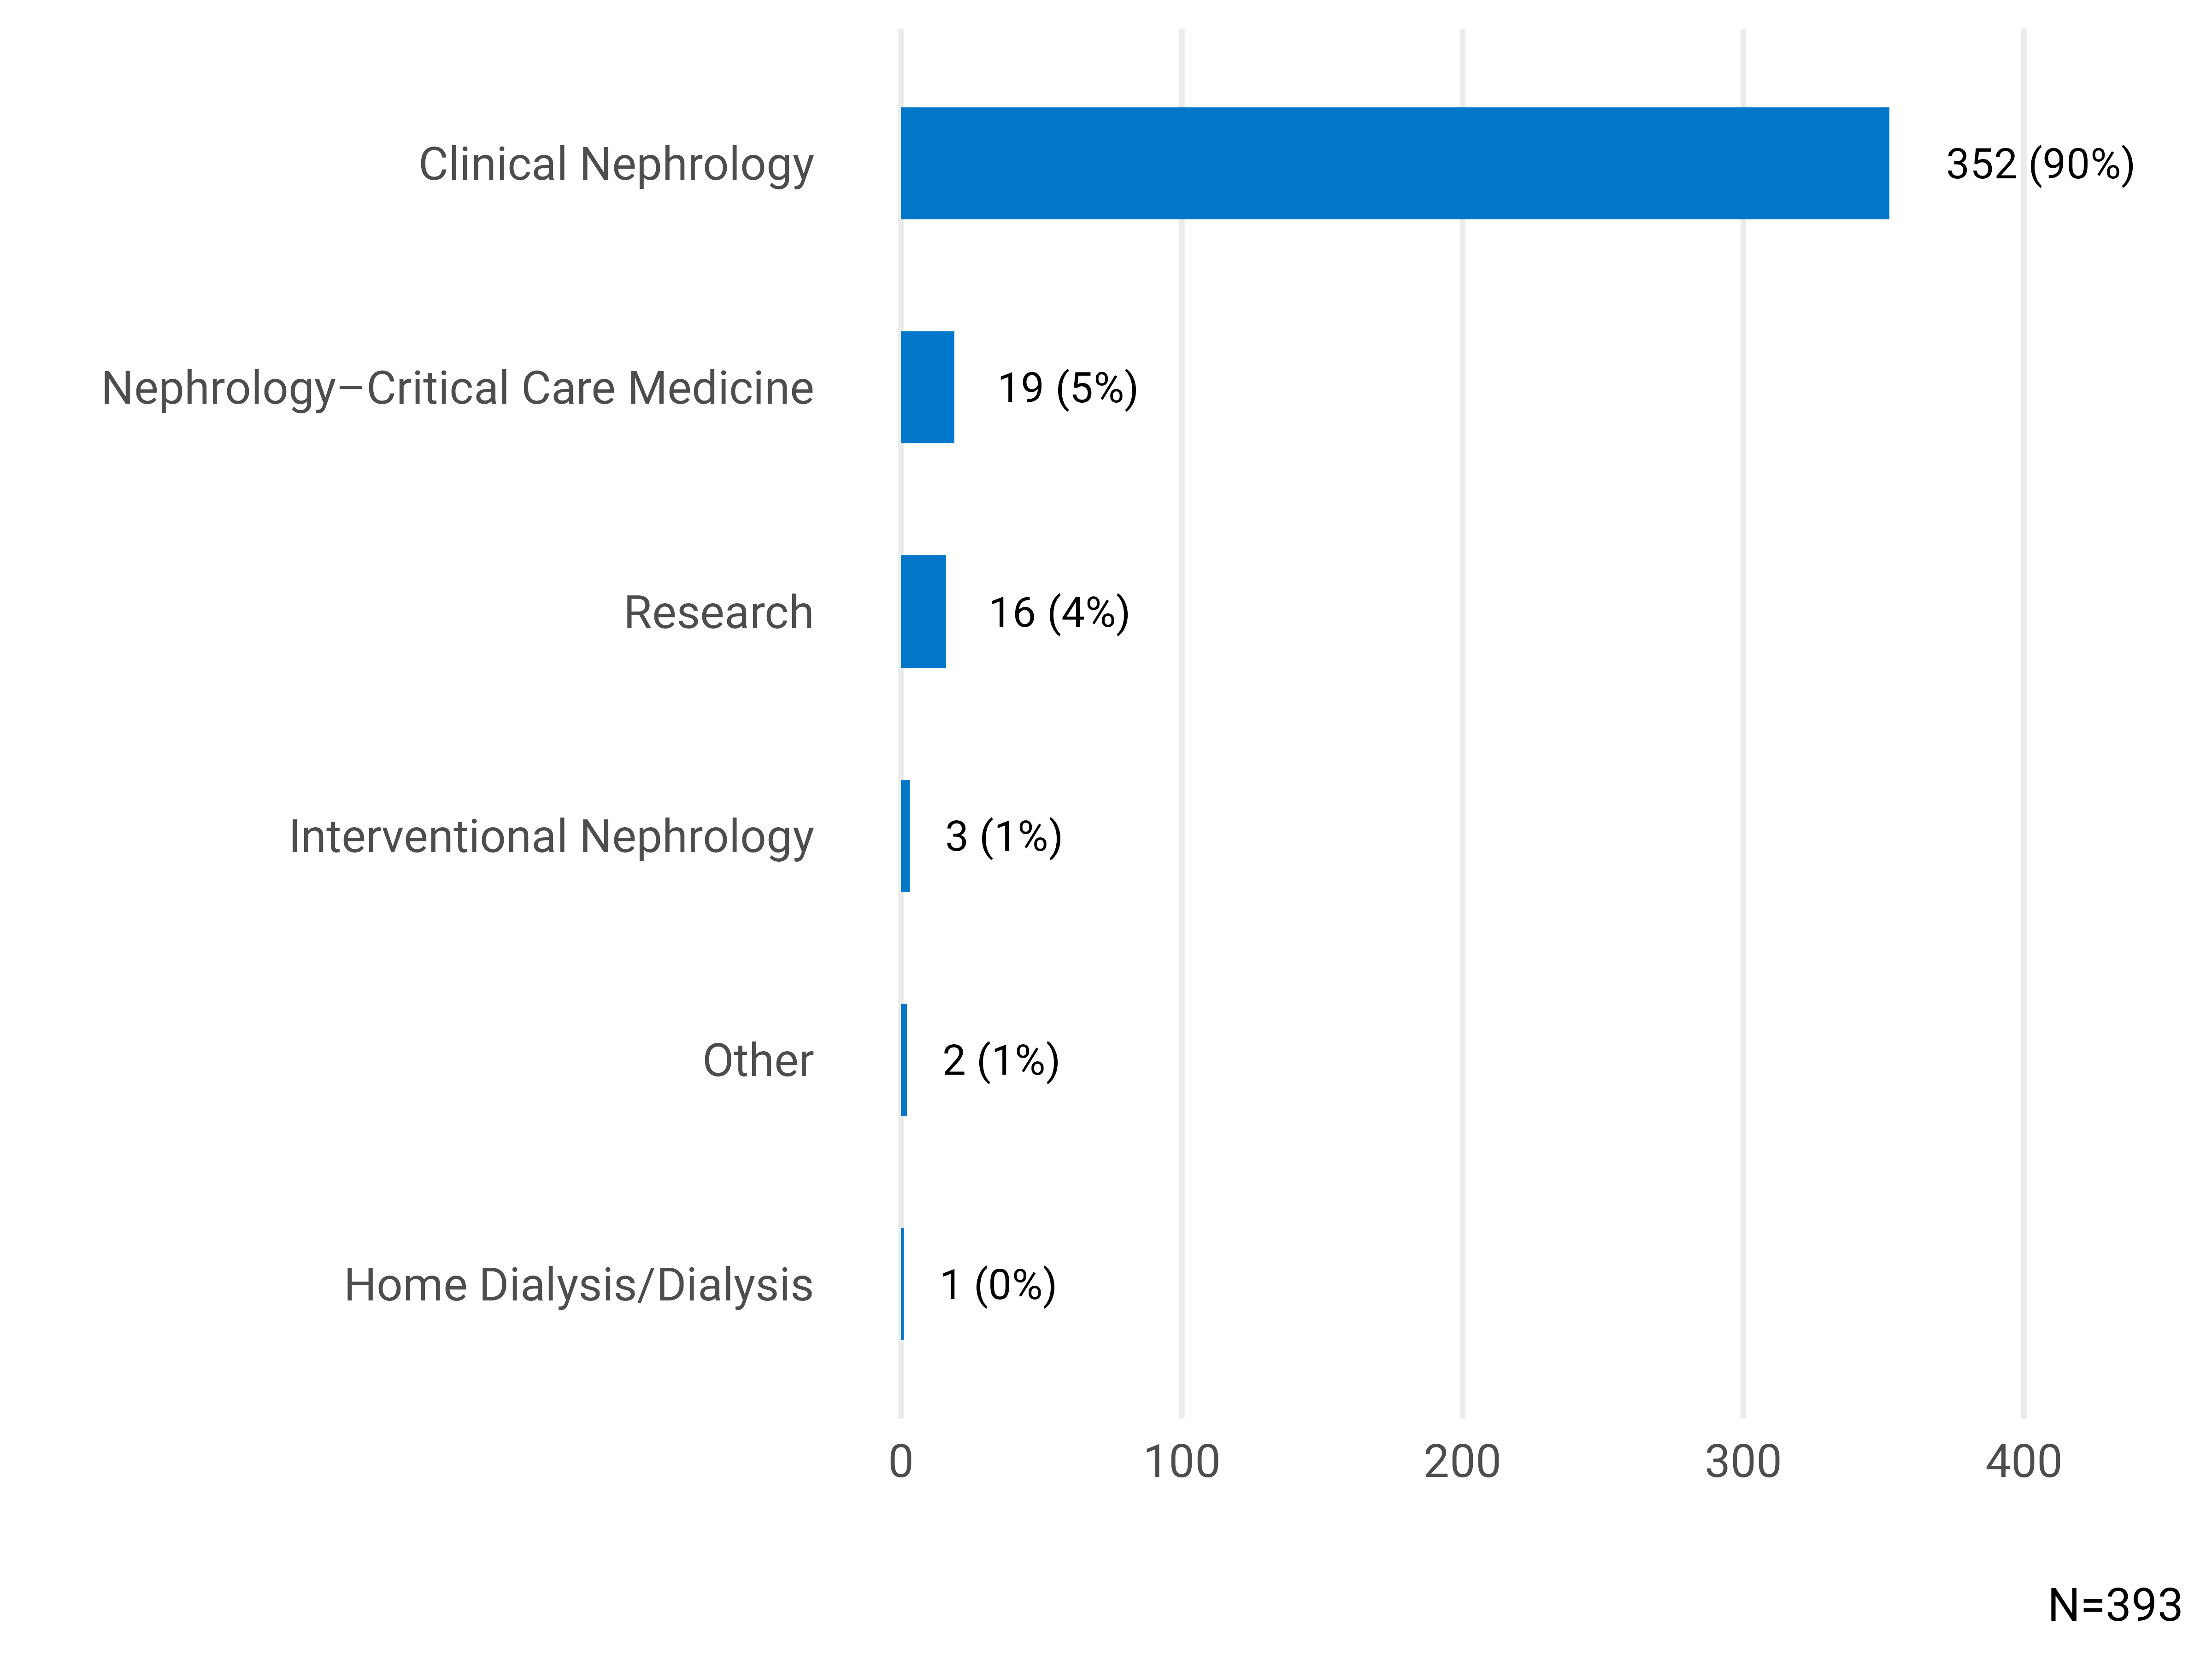 Clinical Nephrology 352 (90%)
Nephrology–Critical Care Medicine 19 (5%)
Research 16 (4%)
Interventional Nephrology 3 (1%)
Other 2 (1%)
Home Dialysis/Dialysis 1 (0%)
0 100 200 300 400
N=393